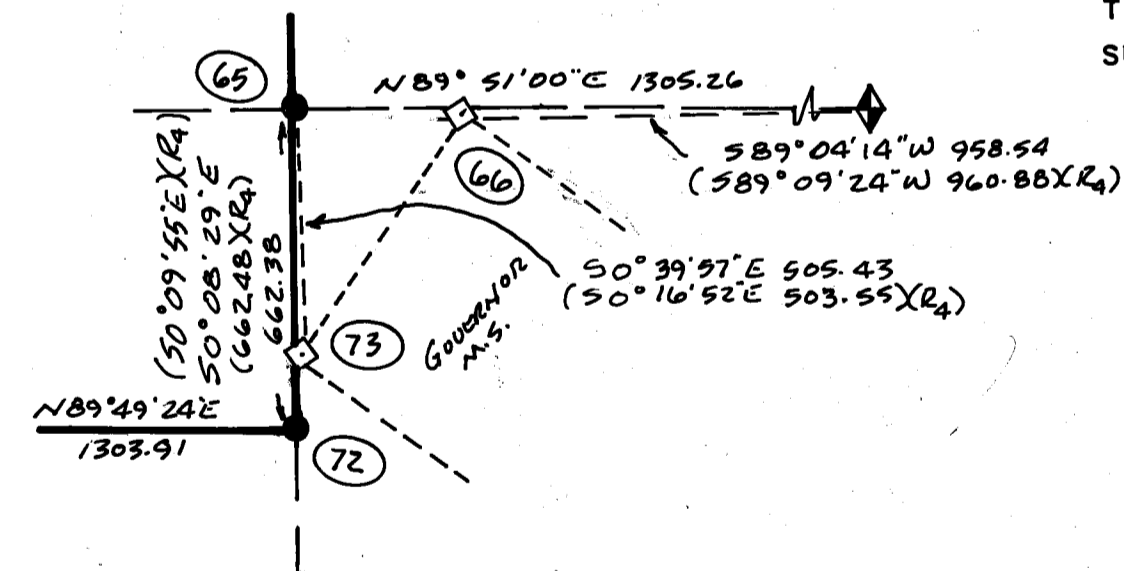 T
SU
65
N89° 51'00"E 1305.26
S89°04'14"W 958.54
(S89°09'24"W 960.88)(R4)
66
(S0°09'55"E)(R4)
S0°08'29"E
(662.48)(R4)
662.38
S0°39'57"E 505.43
(S0°16'52"E 503.55)(R4)
73
GOVERNOR
M.S.
N89°49'24"E
1303.91
72